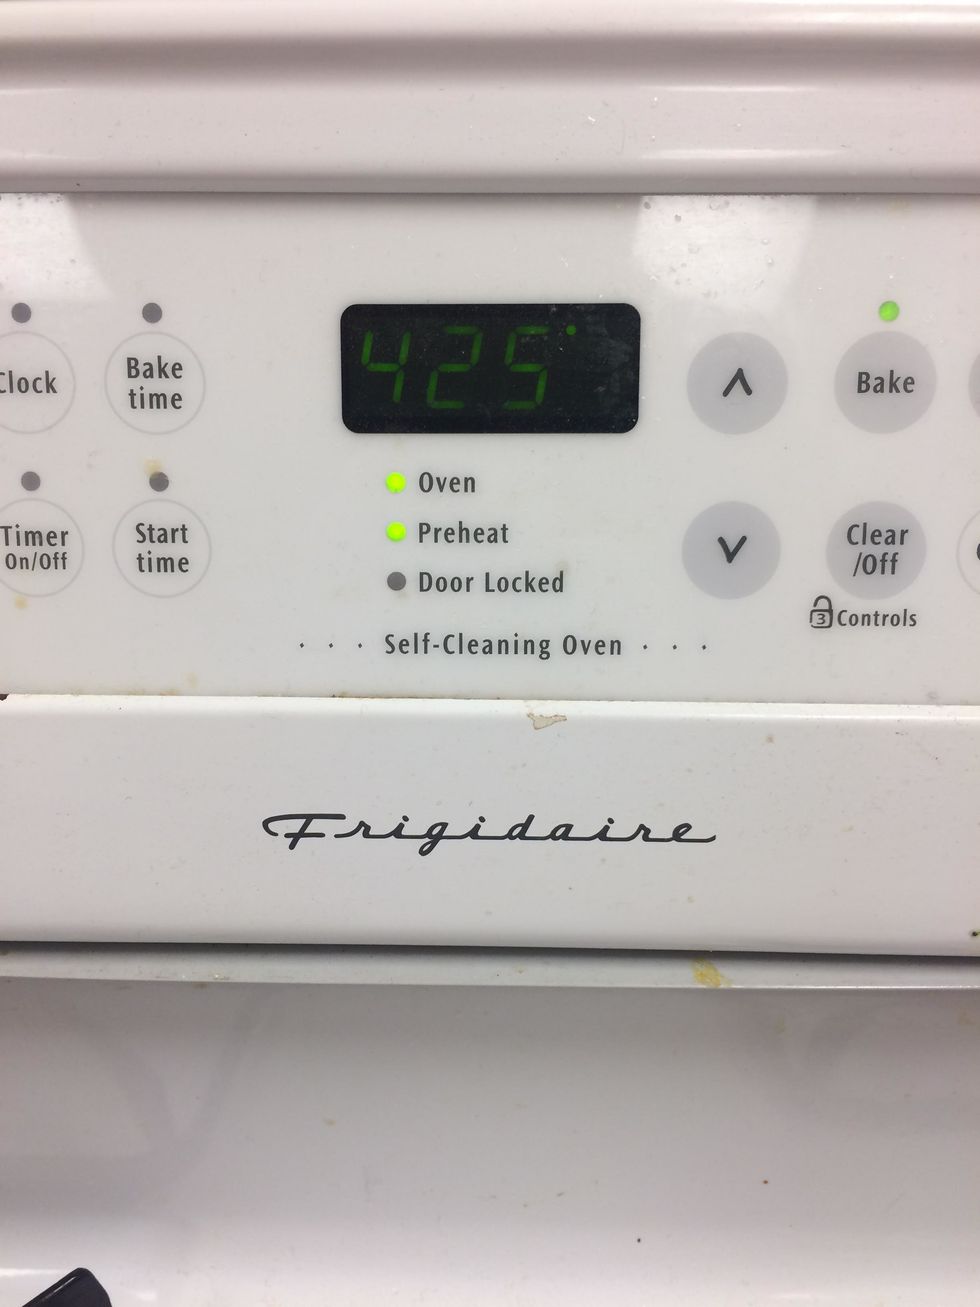 425°
Clock
Bake
time
Bake
Oven
Preheat
Door Locked
Timer
On/Off
Start
time
Clear
/Off
3 Controls
. . . Self-Cleaning Oven . . .
Frigidaire